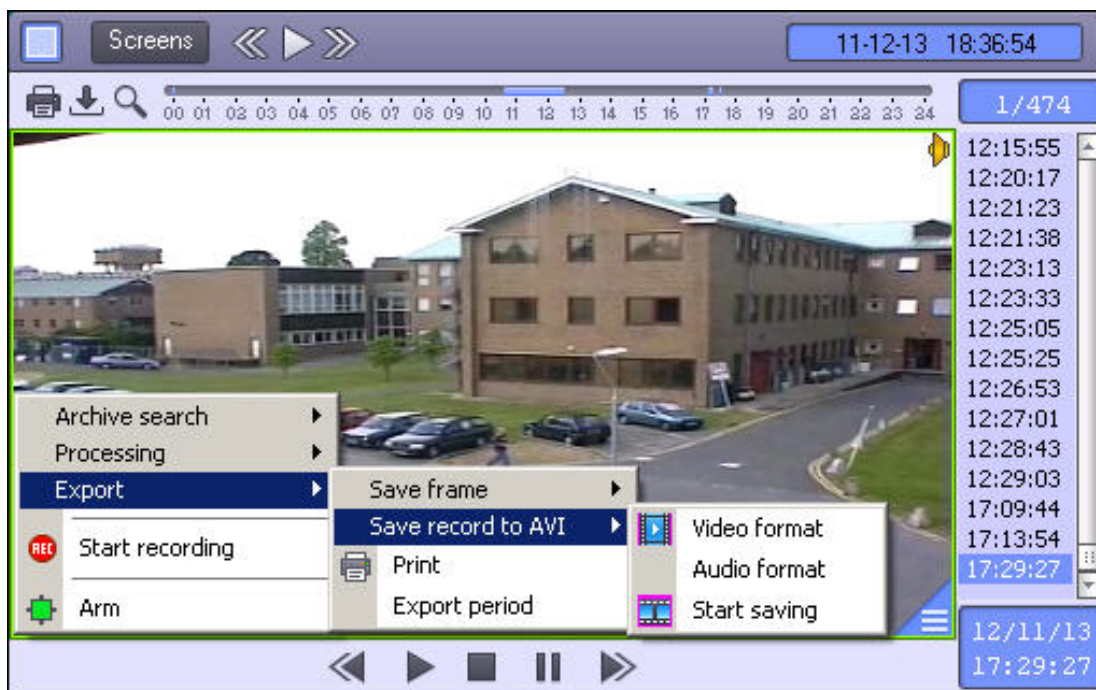 Screens
11-12-13 18:36:54
00 01 02 03 04 05 06 07 08 09 10 11 12 13 14 15 16 17 18 19 20 21 22 23 24
1/474
12:15:55
12:20:17
12:21:23
12:21:38
12:23:13
12:23:33
12:25:05
12:25:25
12:26:53
12:27:01
12:28:43
12:29:03
17:09:44
17:13:54
17:29:27
Archive search
Processing
Export
REC Start recording
Arm
Save frame
Save record to AVI
Print
Export period
Video format
Audio format
Start saving
12/11/13
17:29:27